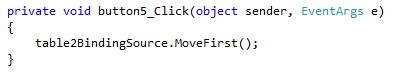 private void button5_Click(object sender, EventArgs e)
{
    table2BindingSource.MoveFirst();
}